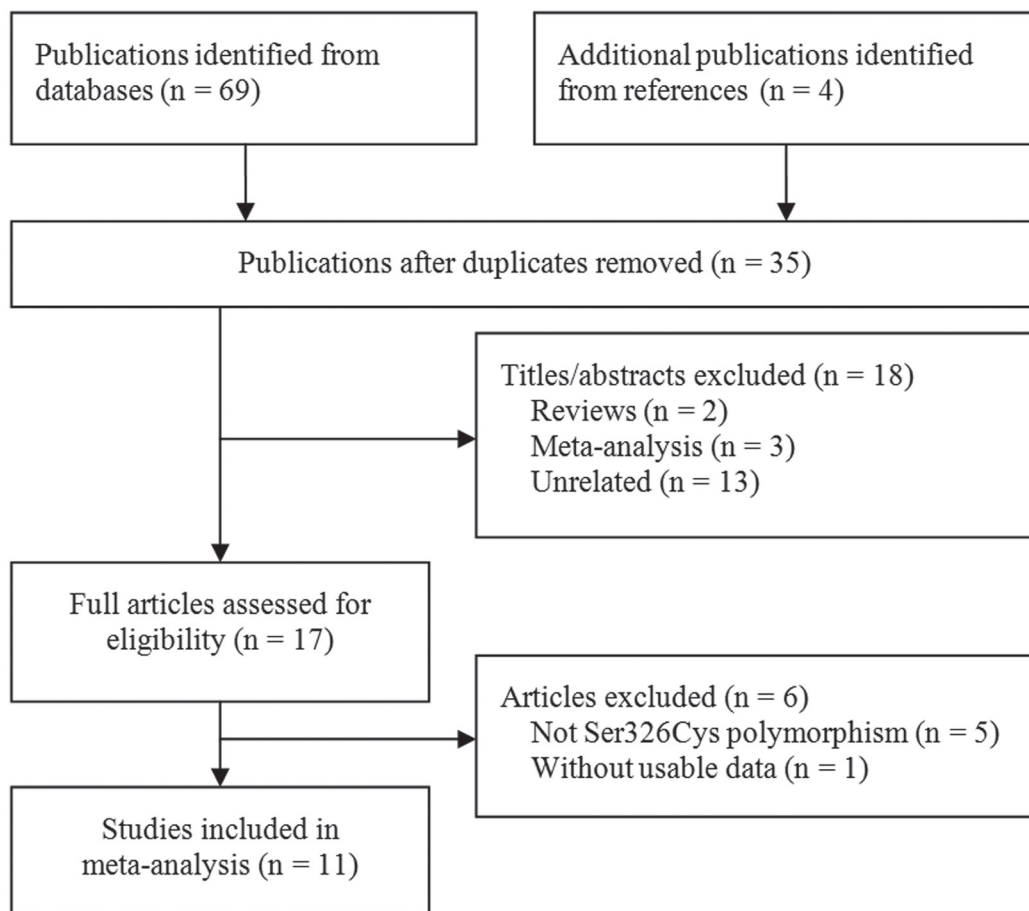 Publications identified from
databases (n = 69)
Additional publications identified
from references (n = 4)
Publications after duplicates removed (n = 35)
Titles/abstracts excluded (n = 18)
Reviews (n = 2)
Meta-analysis (n = 3)
Unrelated (n = 13)
Full articles assessed for
eligibility (n = 17)
Articles excluded (n = 6)
Not Ser326Cys polymorphism (n = 5)
Without usable data (n = 1)
Studies included in
meta-analysis (n = 11)